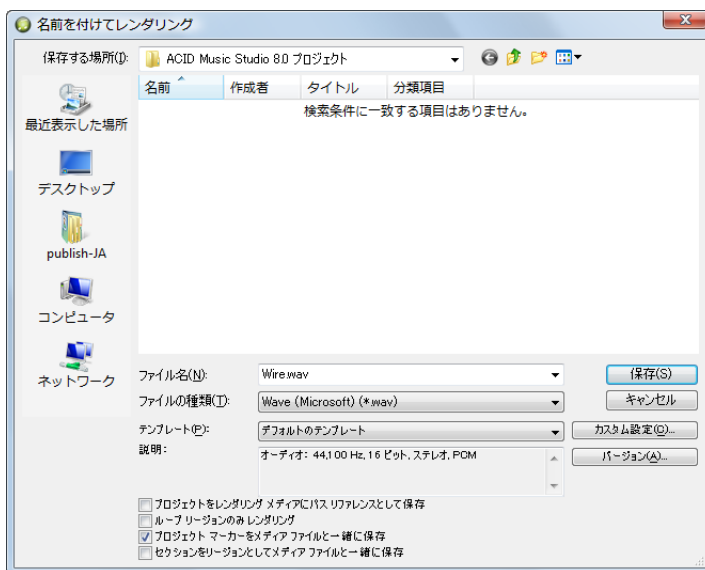 名前を付けてレンダリング
保存する場所(I):
ACID Music Studio 8.0 プロジェクト
名前 作成者 タイトル 分類項目
検索条件に一致する項目はありません。
最近表示した場所
デスクトップ
publish-JA
コンピュータ
ネットワーク
ファイル名(N): Wire.wav 保存(S)
ファイルの種類(T): Wave (Microsoft) (*.wav) キャンセル
テンプレート(P): デフォルトのテンプレート カスタム設定(C)...
説明: オーディオ: 44,100 Hz, 16 ビット, ステレオ, PCM バージョン(A)...
プロジェクトをレンダリング メディアにパス リファレンスとして保存
ループ リージョンのみ レンダリング
プロジェクト マーカーをメディア ファイルと一緒に保存
セクションをリージョンとしてメディア ファイルと一緒に保存